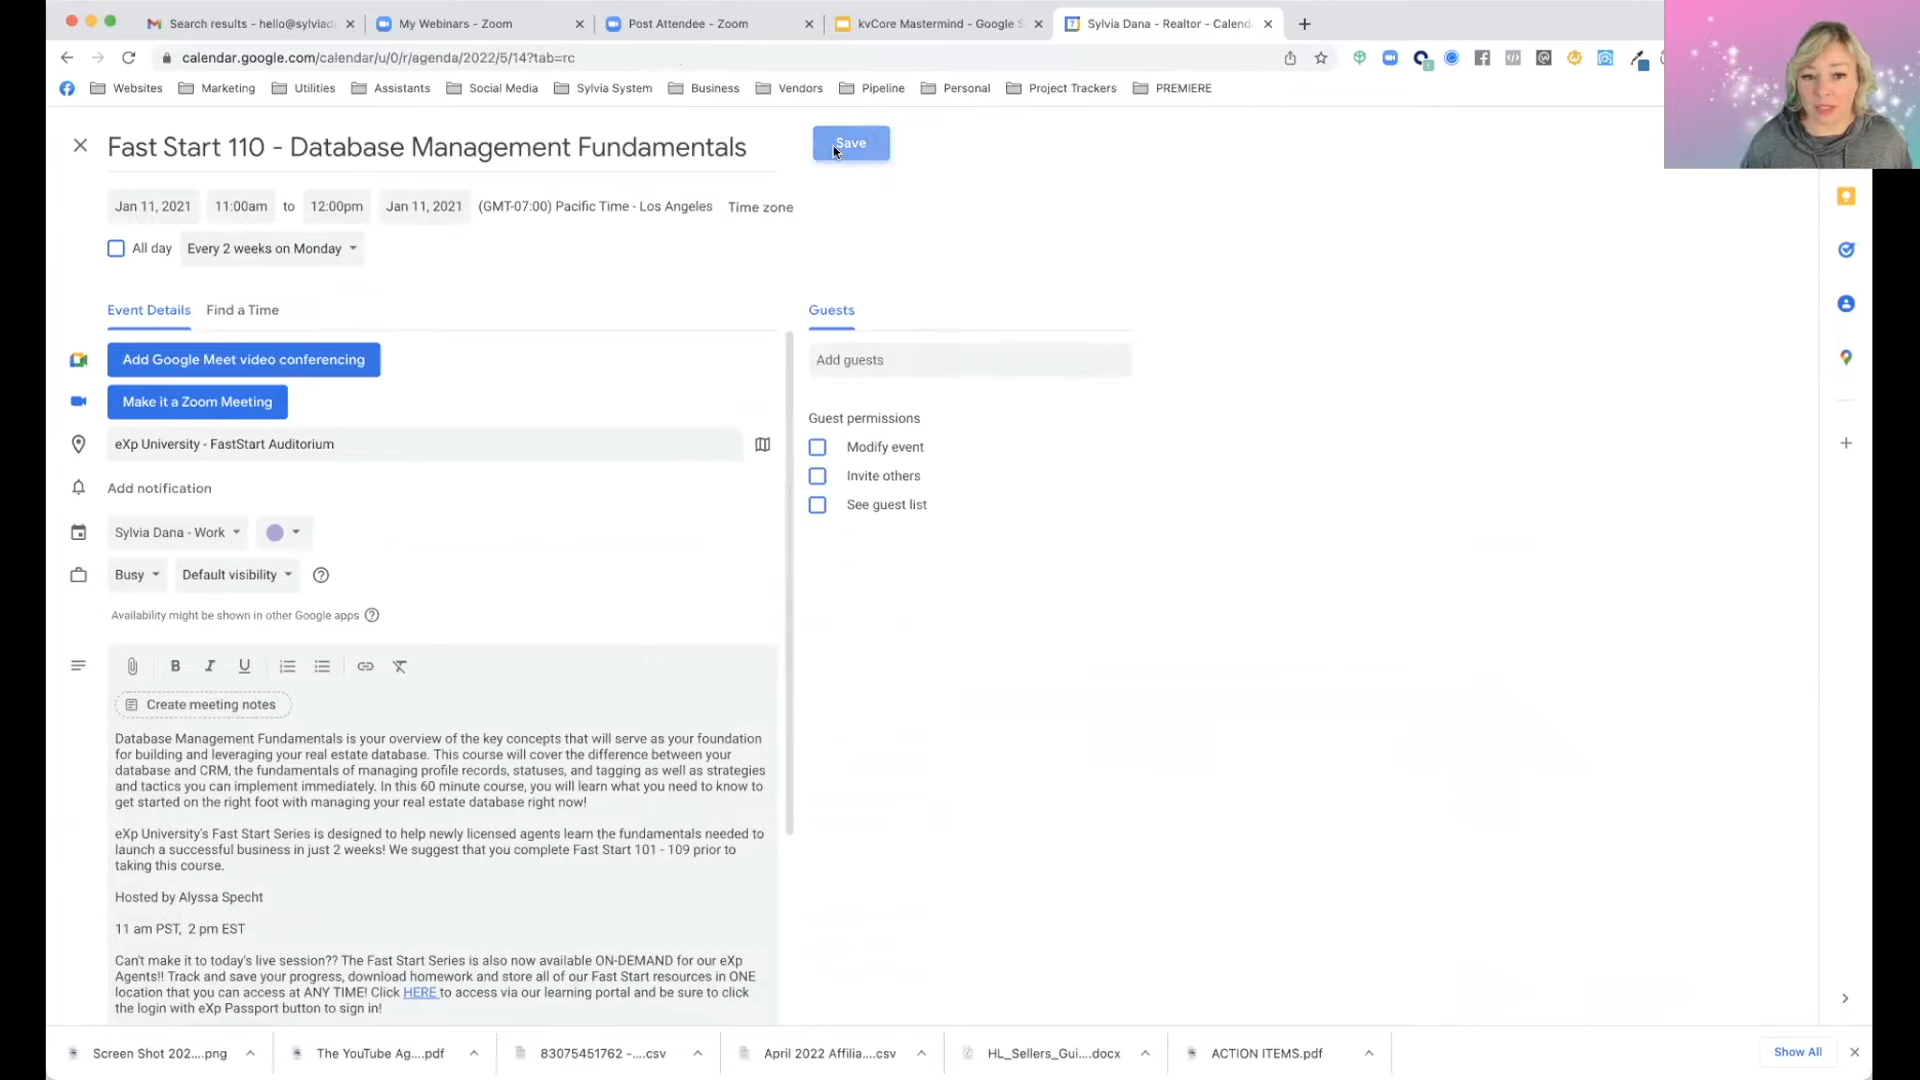 Search results - hello@sylviad
My Webinars - Zoom
Post Attendee - Zoom
kvCore Mastermind - Google S
Sylvia Dana - Realtor - Calend
calendar.google.com/calendar/u/0/r/agenda/2022/5/14?tab=rc
Websites
Marketing
Utilities
Assistants
Social Media
Sylvia System
Business
Vendors
Pipeline
Personal
Project Trackers
PREMIERE
Fast Start 110 - Database Management Fundamentals
Save
Jan 11, 2021 11:00am to 12:00pm Jan 11, 2021 (GMT-07:00) Pacific Time - Los Angeles Time zone
All day Every 2 weeks on Monday
Event Details Find a Time
Guests
Add Google Meet video conferencing
Add guests
Make it a Zoom Meeting
Guest permissions
eXp University - FastStart Auditorium
Modify event
Invite others
Add notification
See guest list
Sylvia Dana - Work
Busy Default visibility
Availability might be shown in other Google apps
B I U
Create meeting notes
Database Management Fundamentals is your overview of the key concepts that will serve as your foundation
for building and leveraging your real estate database. This course will cover the difference between your
database and CRM, the fundamentals of managing profile records, statuses, and tagging as well as strategies
and tactics you can implement immediately. In this 60 minute course, you will learn what you need to know to
get started on the right foot with managing your real estate database right now!
eXp University's Fast Start Series is designed to help newly licensed agents learn the fundamentals needed to
launch a successful business in just 2 weeks! We suggest that you complete Fast Start 101 - 109 prior to
taking this course.
Hosted by Alyssa Specht
11 am PST, 2 pm EST
Can't make it to today's live session?? The Fast Start Series is also now available ON-DEMAND for our eXp
Agents!! Track and save your progress, download homework and store all of our Fast Start resources in ONE
location that you can access at ANY TIME! Click HERE to access via our learning portal and be sure to click
the login with eXp Passport button to sign in!
Screen Shot 202....png
The YouTube Ag....pdf
83075451762 -....csv
April 2022 Affilia....csv
HL_Sellers_Gui....docx
ACTION ITEMS.pdf
Show All